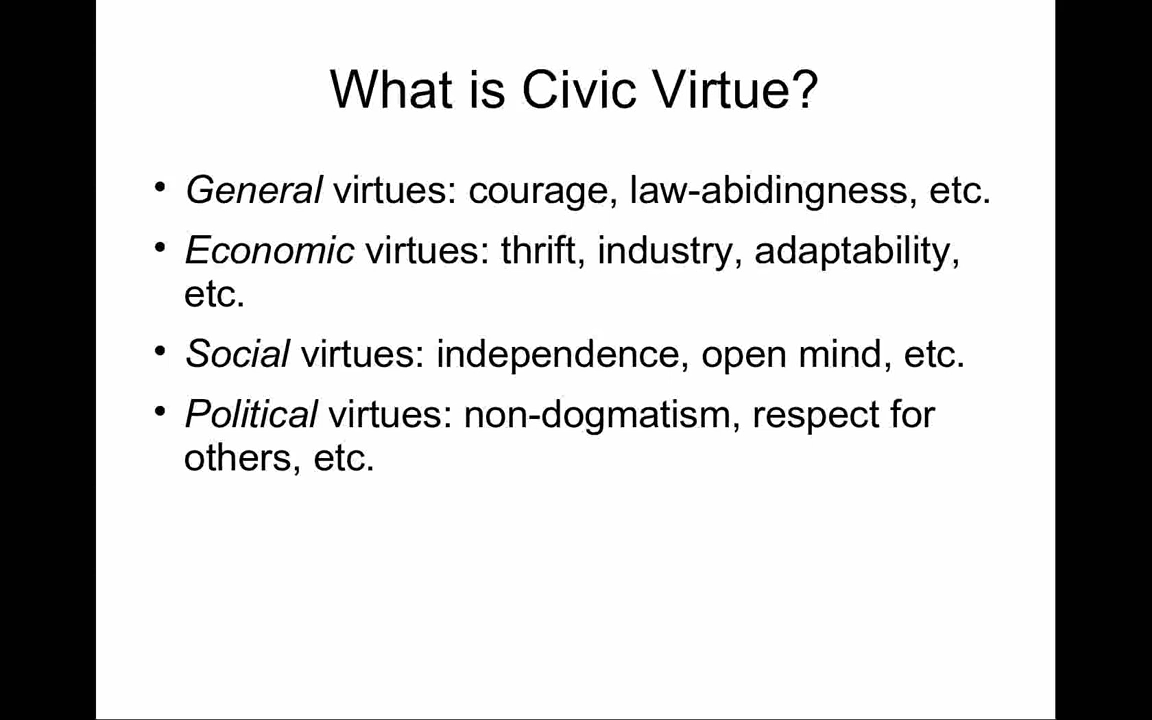 What is Civic Virtue?
• General virtues: courage, law-abidingness, etc.
• Economic virtues: thrift, industry, adaptability,
etc.
• Social virtues: independence, open mind, etc.
• Political virtues: non-dogmatism, respect for
others, etc.